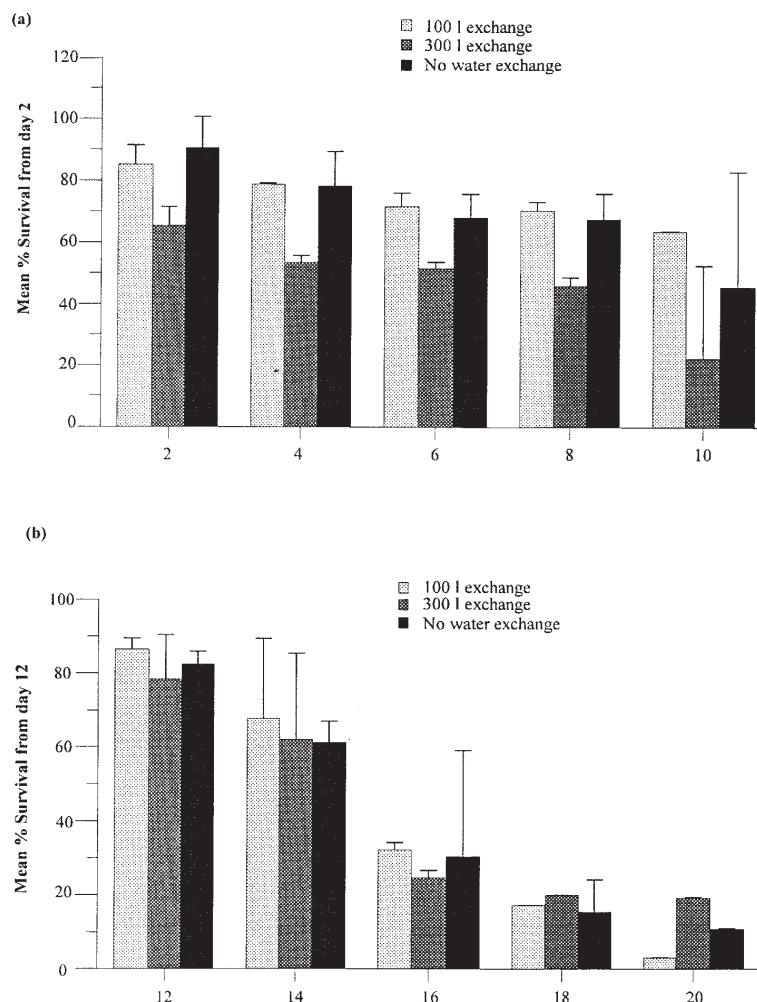 (a)
100 l exchange
300 l exchange
No water exchange
120
100
80
60
40
20
0
Mean % Survival from day 2
2 4 6 8 10
(b)
100 l exchange
300 l exchange
No water exchange
100
80
60
40
20
0
Mean % Survival from day 12
12 14 16 18 20